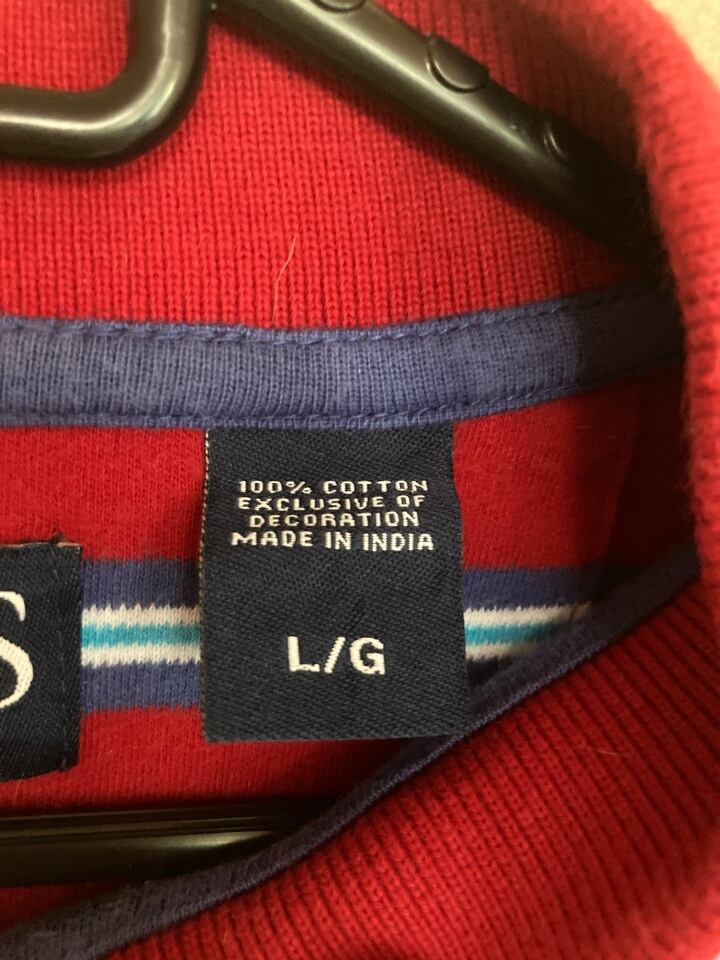 100% COTTON
EXCLUSIVE OF
DECORATION
MADE IN INDIA
L/G
S